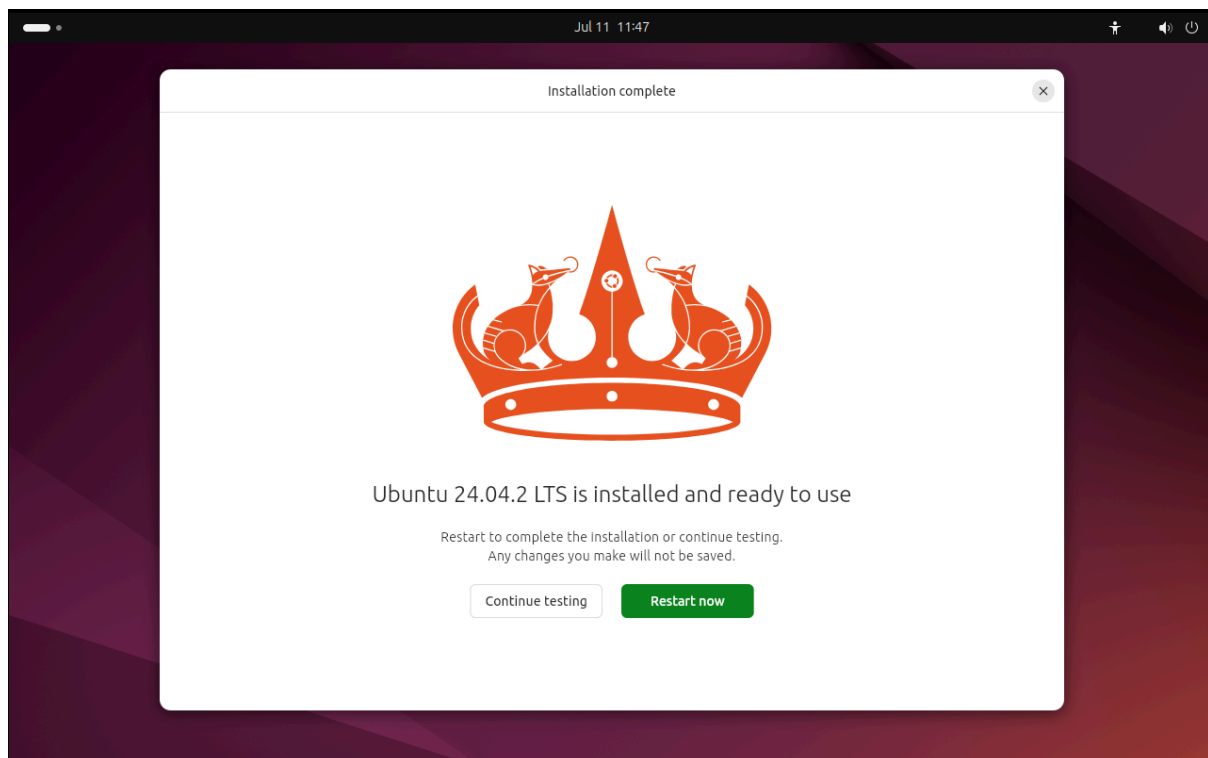 Jul 11 11:47
Installation complete
Ubuntu 24.04.2 LTS is installed and ready to use
Restart to complete the installation or continue testing.
Any changes you make will not be saved.
Continue testing
Restart now